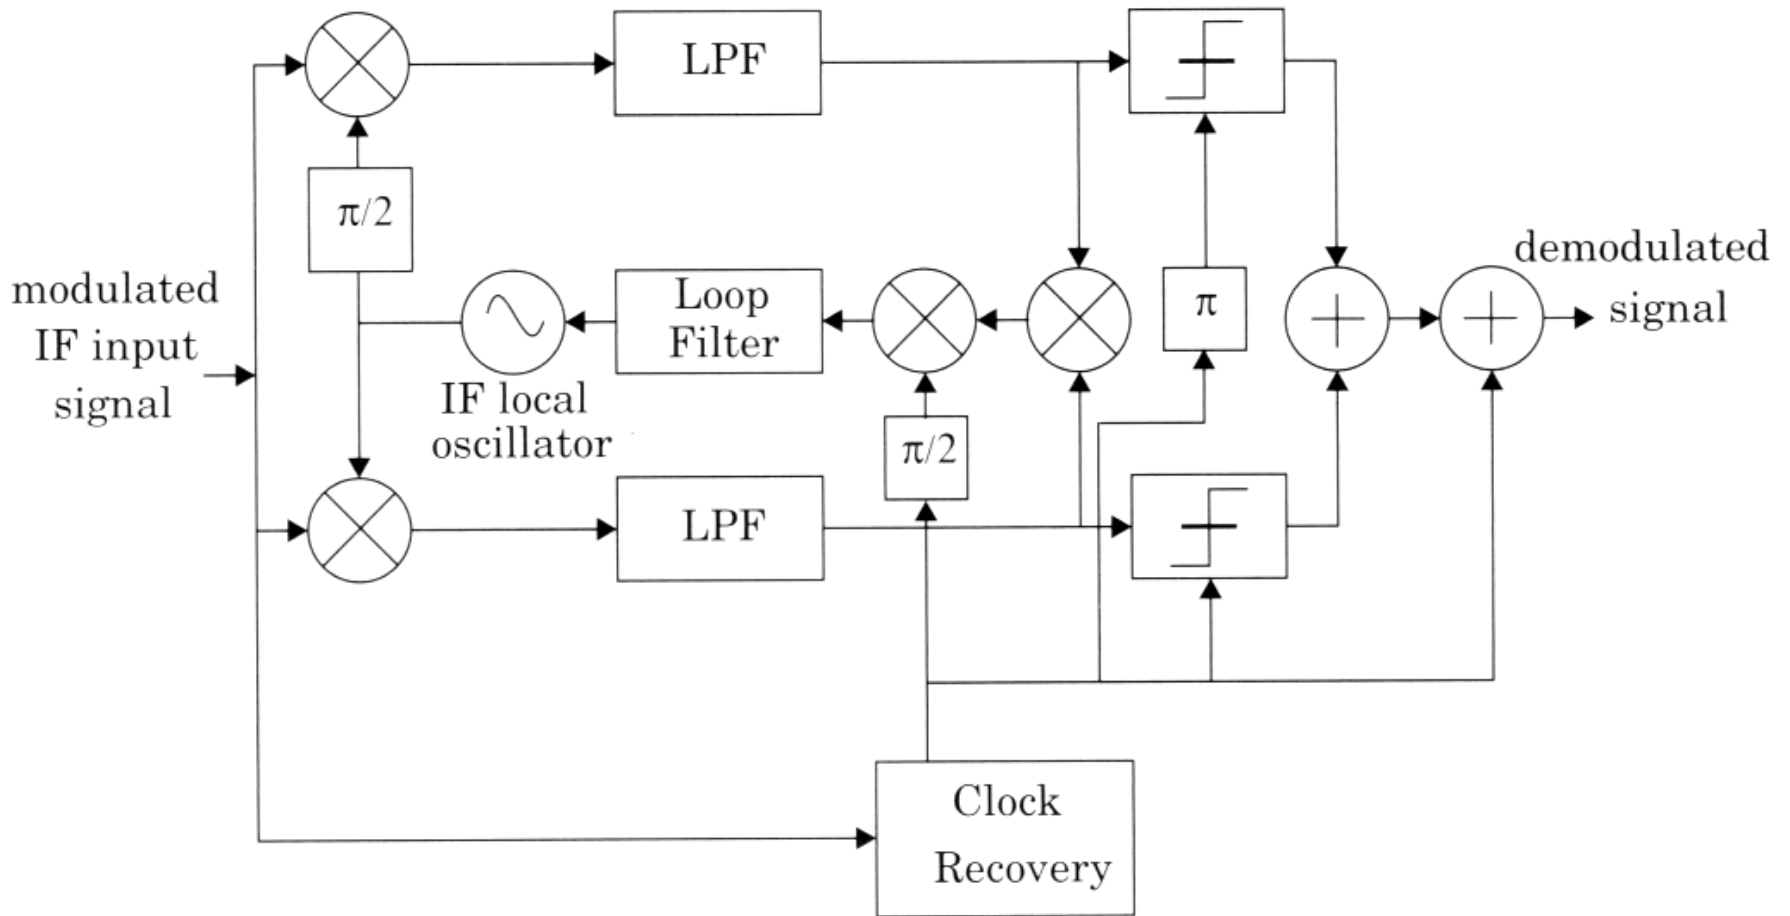 LPF
π/2
modulated
IF input
signal
IF local
oscillator
Loop
Filter
π/2
π
demodulated
signal
LPF
Clock
Recovery